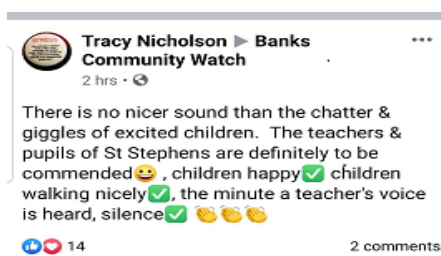 Tracy Nicholson ▶ Banks
Community Watch
2 hrs ·
There is no nicer sound than the chatter &
giggles of excited children. The teachers &
pupils of St Stephens are definitely to be
commended😀 , children happy✅ children
walking nicely✅, the minute a teacher's voice
is heard, silence✅ 👏👏👏
14
2 comments